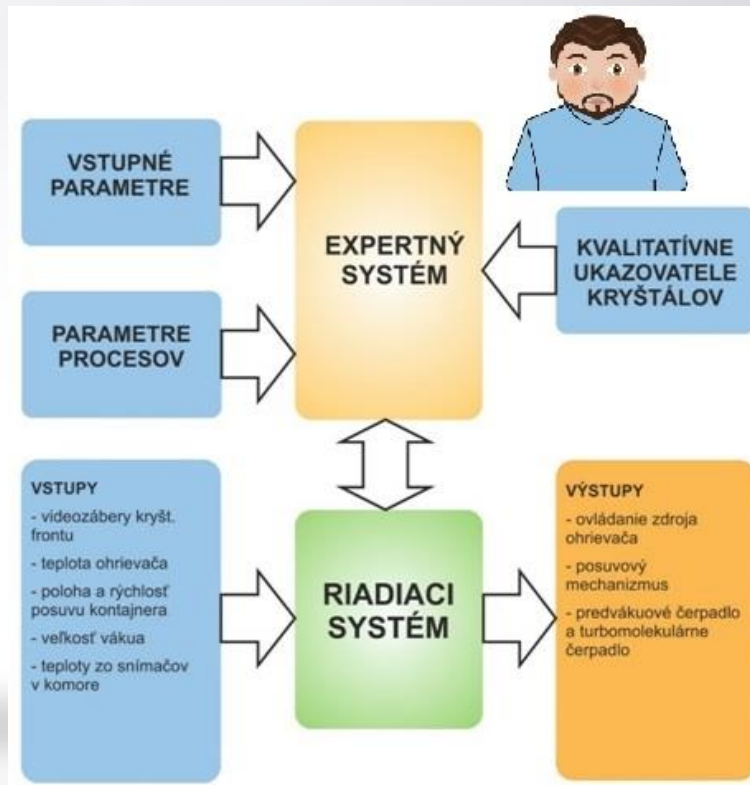 VSTUPNÉ
PARAMETRE
EXPERTNÝ
SYSTÉM
KVALITATÍVNE
UKAZOVATELE
KRYŠTÁLOV
PARAMETRE
PROCESOV
VSTUPY
- videozábery kryšt.
frontu
- teplota ohrievača
- poloha a rýchlosť
posuvu kontajnera
- veľkosť vákua
- teploty zo snímačov
v komore
RIADIACI
SYSTÉM
VÝSTUPY
- ovládanie zdroja
ohrievača
- posuvový
mechanizmus
- predvákuové čerpadlo
a turbomolekulárne
čerpadlo